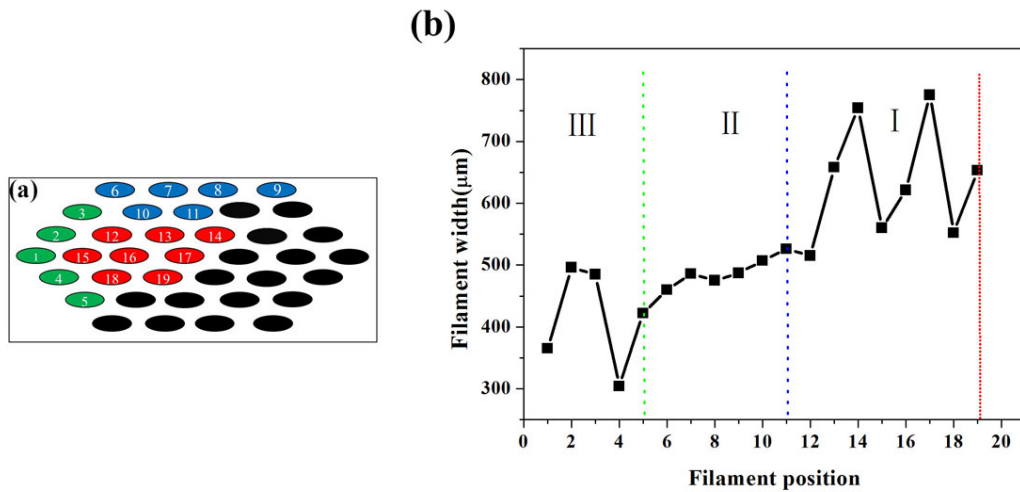 (a)
6 7 8 9
3 10 11
2 12 13 14
1 15 16 17
4 18 19
5
(b)
800
700
600
500
400
300
Filament width(μm)
III II I
0 2 4 6 8 10 12 14 16 18 20
Filament position